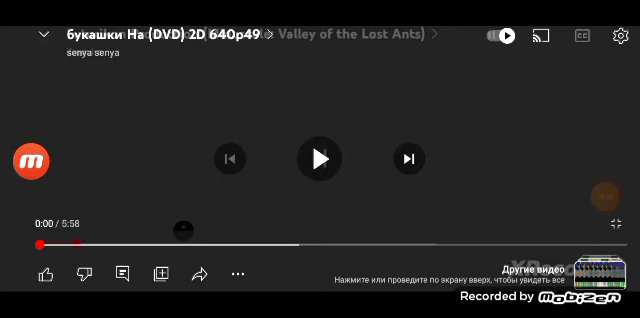 букашки На (DVD) 2D 640p49
Valley of the Lost Ants)
senya senya
0:00 / 5:58
Другие видео
Нажмите или проведите по экрану вверх, чтобы увидеть все
Recorded by mobizen